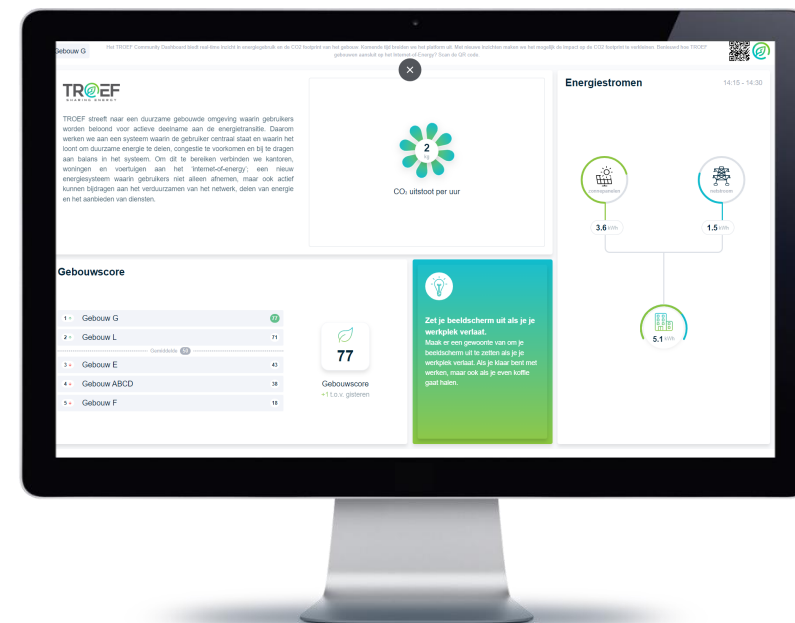 Gebouw G
Het TROEF Community Dashboard biedt real-time inzicht in energiegebruik en de CO2 footprint van het gebouw. Komende tijd breiden we het platform uit. Met nieuwe inzichten maken we het mogelijk de impact op de CO2 footprint te verkleinen. Benieuwd hoe TROEF
gebouwen aansluit op het Internet-of-Energy? Scan de QR code.
TROEF
SHARING ENERGY
TROEF streeft naar een duurzame gebouwde omgeving waarin gebruikers
worden beloond voor actieve deelname aan de energietransitie. Daarom
werken we aan een systeem waarin de gebruiker centraal staat en waarin het
loont om duurzame energie te delen, congestie te voorkomen en bij te dragen
aan balans in het systeem. Om dit te bereiken verbinden we kantoren,
woningen en voertuigen aan het 'internet-of-energy'; een nieuw
energiesysteem waarin gebruikers niet alleen afnemen, maar ook actief
kunnen bijdragen aan het verduurzamen van het netwerk, delen van energie
en het aanbieden van diensten.
2
kg
CO₂ uitstoot per uur
Energiestromen
14:15 - 14:30
zonnepanelen
netstroom
3.6 kWh
1.5 kWh
5.1 kWh
Gebouwscore
1 Gebouw G 77
2 Gebouw L 71
Gemiddelde
3 Gebouw E 43
4 Gebouw ABCD 38
5 Gebouw F 18
77
Gebouwscore
+1 t.o.v. gisteren
Zet je beeldscherm uit als je je
werkplek verlaat.
Maak er een gewoonte van om je
beeldscherm uit te zetten als je je
werkplek verlaat. Als je klaar bent met
werken, maar ook als je even koffie
gaat halen.